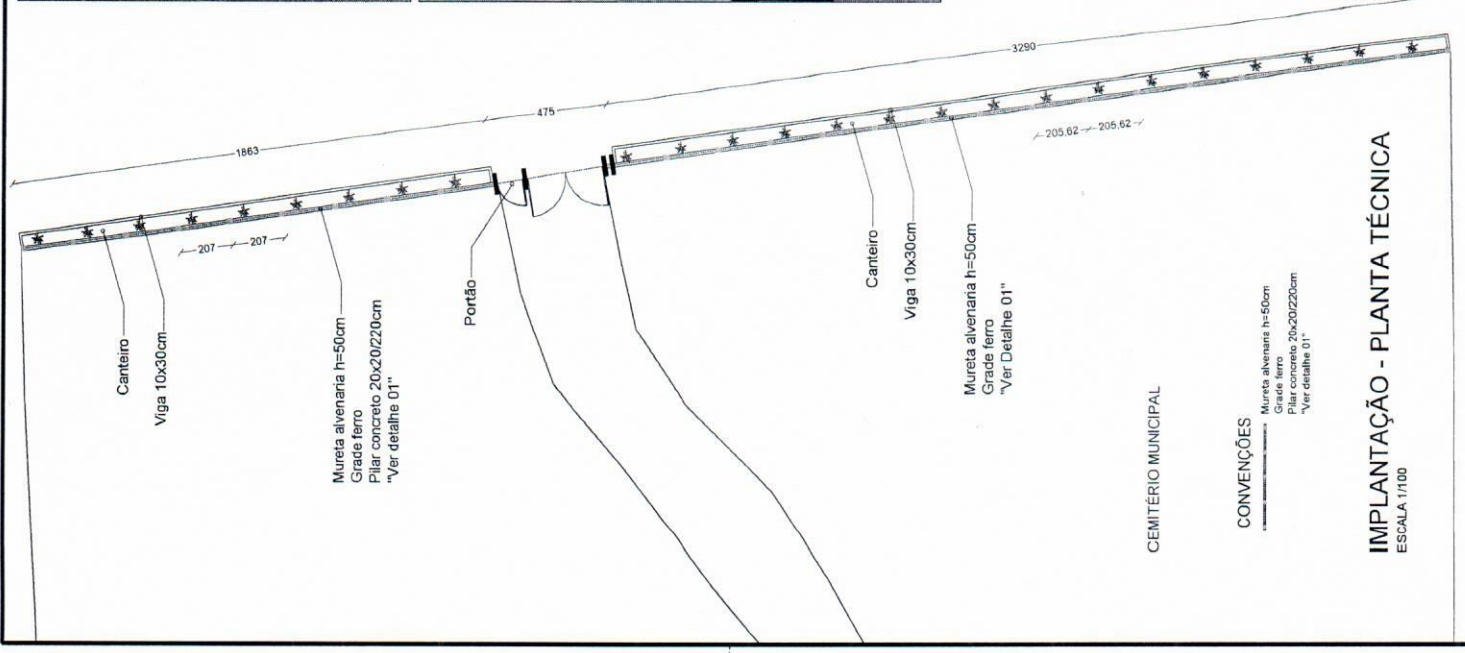 3290
475
1863
205,62
205,62
207
207
Canteiro
Viga 10x30cm
Mureta alvenaria h=50cm
Grade ferro
Pilar concreto 20x20/220cm
"Ver detalhe 01"
Portão
Canteiro
Viga 10x30cm
Mureta alvenaria h=50cm
Grade ferro
"Ver Detalhe 01"
CEMITÉRIO MUNICIPAL
CONVENÇÕES
Mureta alvenaria h=50cm
Grade ferro
Pilar concreto 20x20/220cm
"Ver detalhe 01"
IMPLANTAÇÃO - PLANTA TÉCNICA
ESCALA 1/100